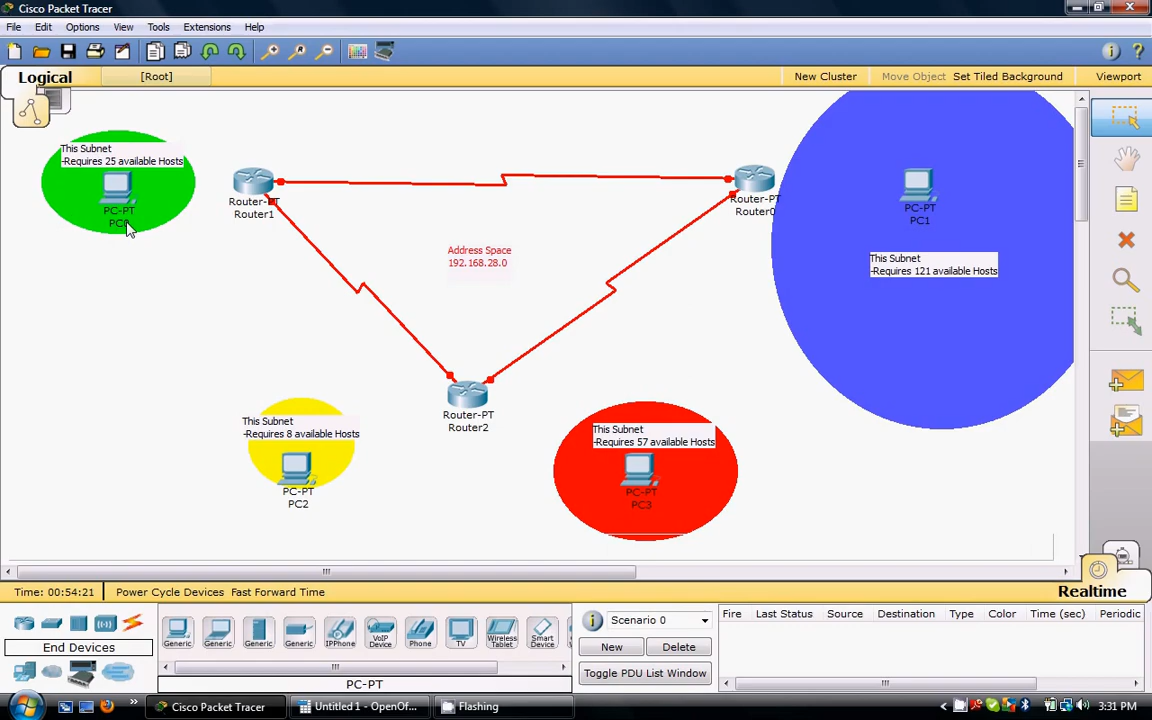 Cisco Packet Tracer
File Edit Options View Tools Extensions Help
Logical [Root] New Cluster Move Object Set Tiled Background Viewport
This Subnet
-Requires 25 available Hosts
PC-PT
PC0
Router-PT
Router1
Router-PT
Router0
PC-PT
PC1
Address Space
192.168.28.0
This Subnet
-Requires 121 available Hosts
Router-PT
Router2
This Subnet
-Requires 8 available Hosts
PC-PT
PC2
This Subnet
-Requires 57 available Hosts
PC-PT
PC3
Time: 00:54:21 Power Cycle Devices Fast Forward Time Realtime
End Devices
Generic Generic Generic Generic IPPhone VoIP Device Phone TV Wireless Tablet Smart Device
PC-PT
Scenario 0
New Delete
Toggle PDU List Window
Fire Last Status Source Destination Type Color Time (sec) Periodic
Cisco Packet Tracer Untitled 1 - OpenOf... Flashing 3:31 PM